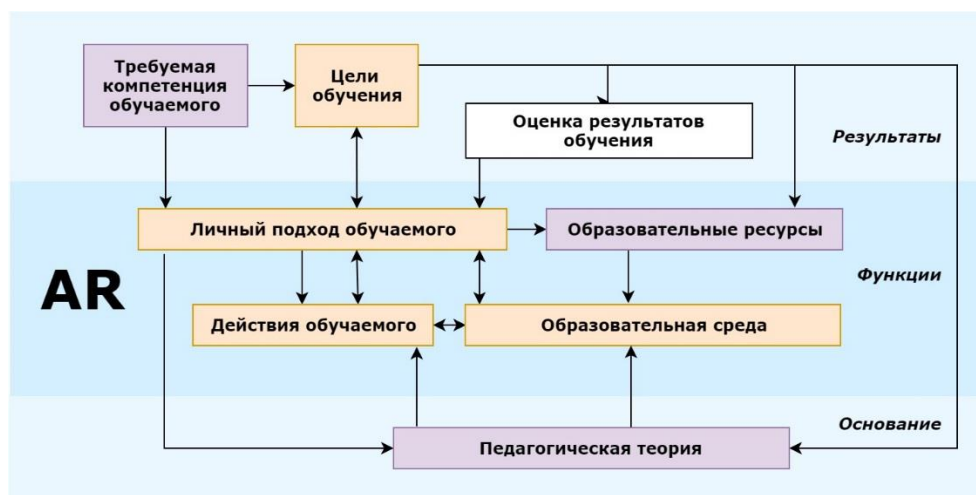 Требуемая
компетенция
обучаемого
Цели
обучения
Оценка результатов
обучения
Результаты
Личный подход обучаемого
Образовательные ресурсы
AR
Функции
Действия обучаемого
Образовательная среда
Основание
Педагогическая теория